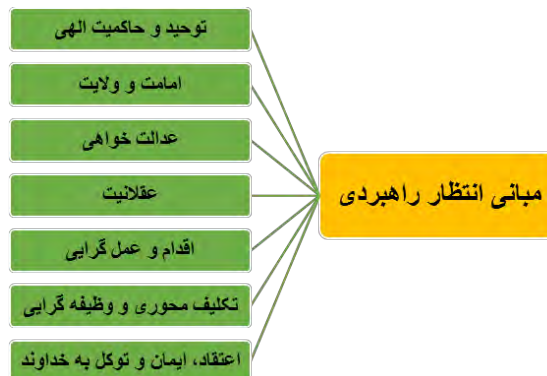 مبانی انتظار راهبردی
توحید و حاکمیت الهی
امامت و ولایت
عدالت خواهی
عقلانیت
اقدام و عمل گرایی
تکلیف محوری و وظیفه گرایی
اعتقاد، ایمان و توکل به خداوند